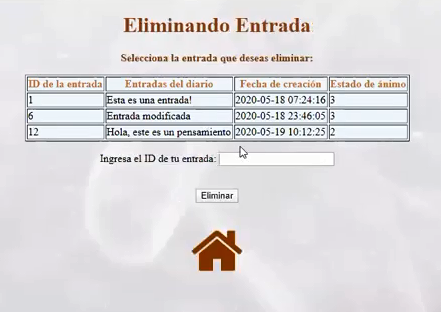 Eliminando Entrada
Selecciona la entrada que deseas eliminar:
ID de la entrada Entradas del diario Fecha de creación Estado de ánimo
1 Esta es una entrada! 2020-05-18 07:24:16 3
6 Entrada modificada 2020-05-18 23:46:05 3
12 Hola, este es un pensamiento 2020-05-19 10:12:25 2
Ingresa el ID de tu entrada:
Eliminar